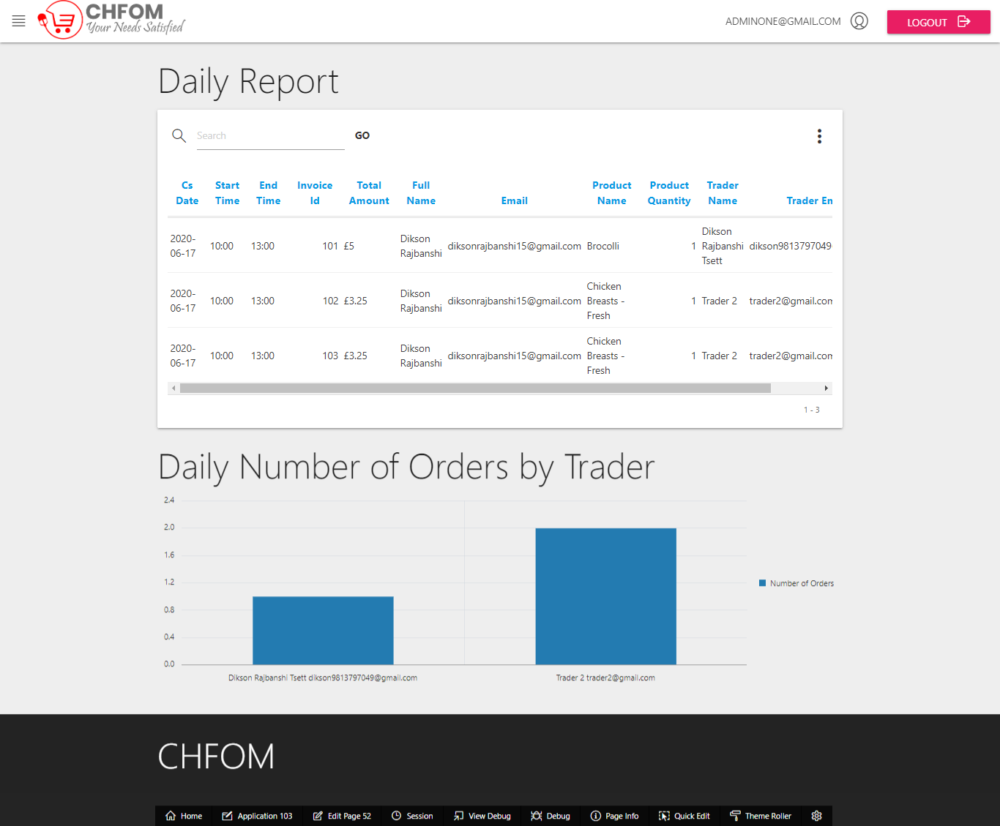 CHFOM
Your Needs Satisfied
ADMINONE@GMAIL.COM
LOGOUT
Daily Report
Search
GO
Cs Date Start Time End Time Invoice Id Total Amount Full Name Email Product Name Product Quantity Trader Name Trader Em
2020-06-17 10:00 13:00 101 £5 Dikson Rajbanshi diksonrajbanshi15@gmail.com Brocolli 1 Dikson Rajbanshi Tsett dikson9813797049
2020-06-17 10:00 13:00 102 £3.25 Dikson Rajbanshi diksonrajbanshi15@gmail.com Chicken Breasts - Fresh 1 Trader 2 trader2@gmail.com
2020-06-17 10:00 13:00 103 £3.25 Dikson Rajbanshi diksonrajbanshi15@gmail.com Chicken Breasts - Fresh 1 Trader 2 trader2@gmail.com
1 - 3
Daily Number of Orders by Trader
2.4
2.0
1.6
1.2
0.8
0.4
0.0
Number of Orders
Dikson Rajbanshi Tsett dikson9813797049@gmail.com
Trader 2 trader2@gmail.com
CHFOM
Home Application 103 Edit Page 52 Session View Debug Debug Page Info Quick Edit Theme Roller